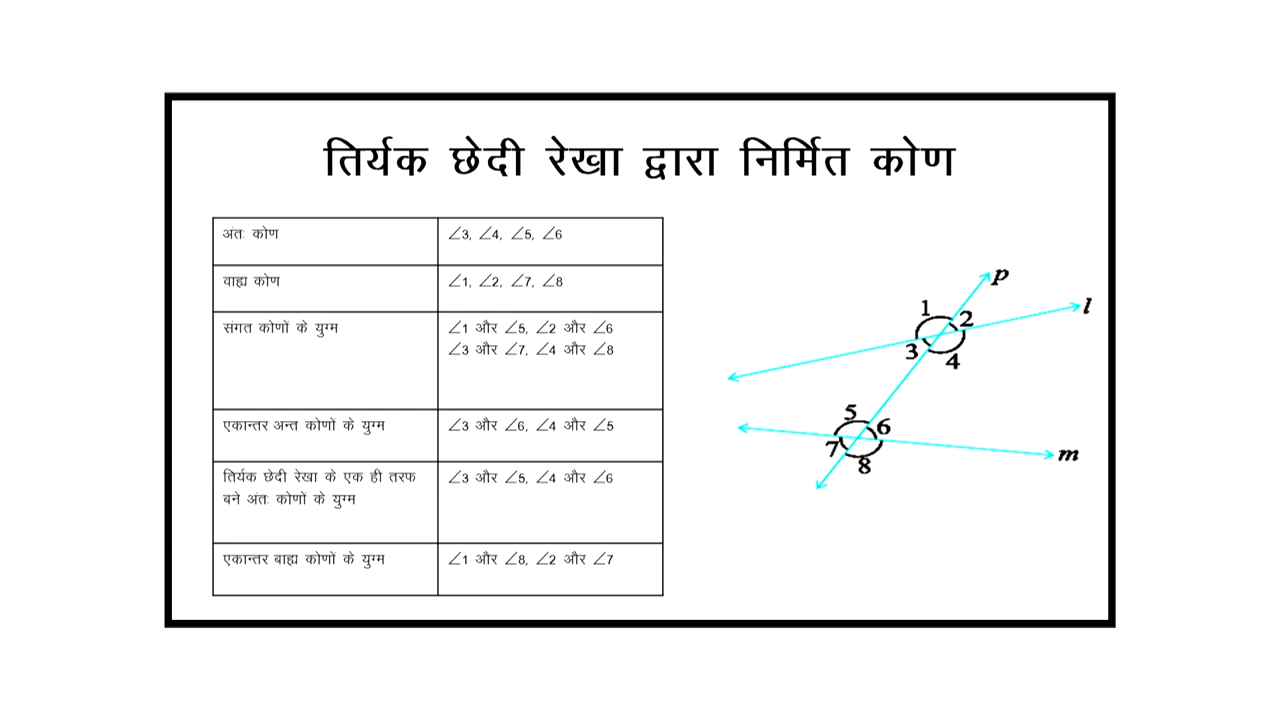 तिर्यक छेदी रेखा द्वारा निर्मित कोण
अंतः कोण
∠3, ∠4, ∠5, ∠6
वाह्य कोण
∠1, ∠2, ∠7, ∠8
संगत कोणों के युग्म
∠1 और ∠5, ∠2 और ∠6
∠3 और ∠7, ∠4 और ∠8
एकान्तर अन्त कोणों के युग्म
∠3 और ∠6, ∠4 और ∠5
तिर्यक छेदी रेखा के एक ही तरफ
बने अंतः कोणों के युग्म
∠3 और ∠5, ∠4 और ∠6
एकान्तर बाह्य कोणों के युग्म
∠1 और ∠8, ∠2 और ∠7
p
l
1
2
3
4
5
6
7
8
m